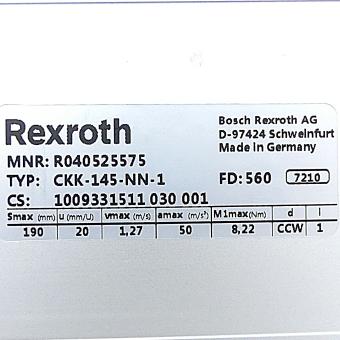 Rexroth
Bosch Rexroth AG
D-97424 Schweinfurt
Made in Germany
MNR: R040525575
TYP: CKK-145-NN-1 FD: 560 7210
CS: 1009331511 030 001
Smax (mm) u (mm/U) vmax (m/s) amax (m/s²) M1max(Nm) d l
190 20 1,27 50 8,22 CCW 1